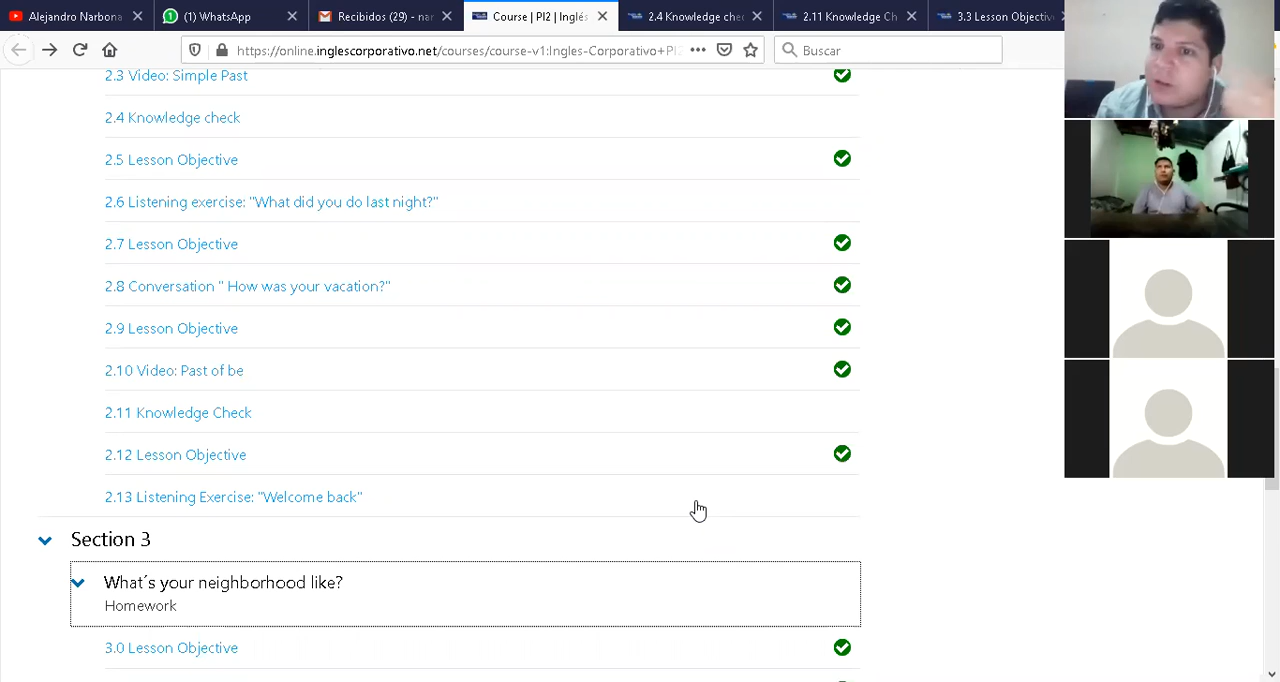 Alejandro Narbona
(1) WhatsApp
Recibidos (29) - nar
Course | PI2 | Inglés
2.4 Knowledge chec
2.11 Knowledge Ch
3.3 Lesson Objectiv
https://online.inglescorporativo.net/courses/course-v1:Ingles-Corporativo+PI2
Buscar
2.3 Video: Simple Past
2.4 Knowledge check
2.5 Lesson Objective
2.6 Listening exercise: "What did you do last night?"
2.7 Lesson Objective
2.8 Conversation " How was your vacation?"
2.9 Lesson Objective
2.10 Video: Past of be
2.11 Knowledge Check
2.12 Lesson Objective
2.13 Listening Exercise: "Welcome back"
Section 3
What´s your neighborhood like?
Homework
3.0 Lesson Objective